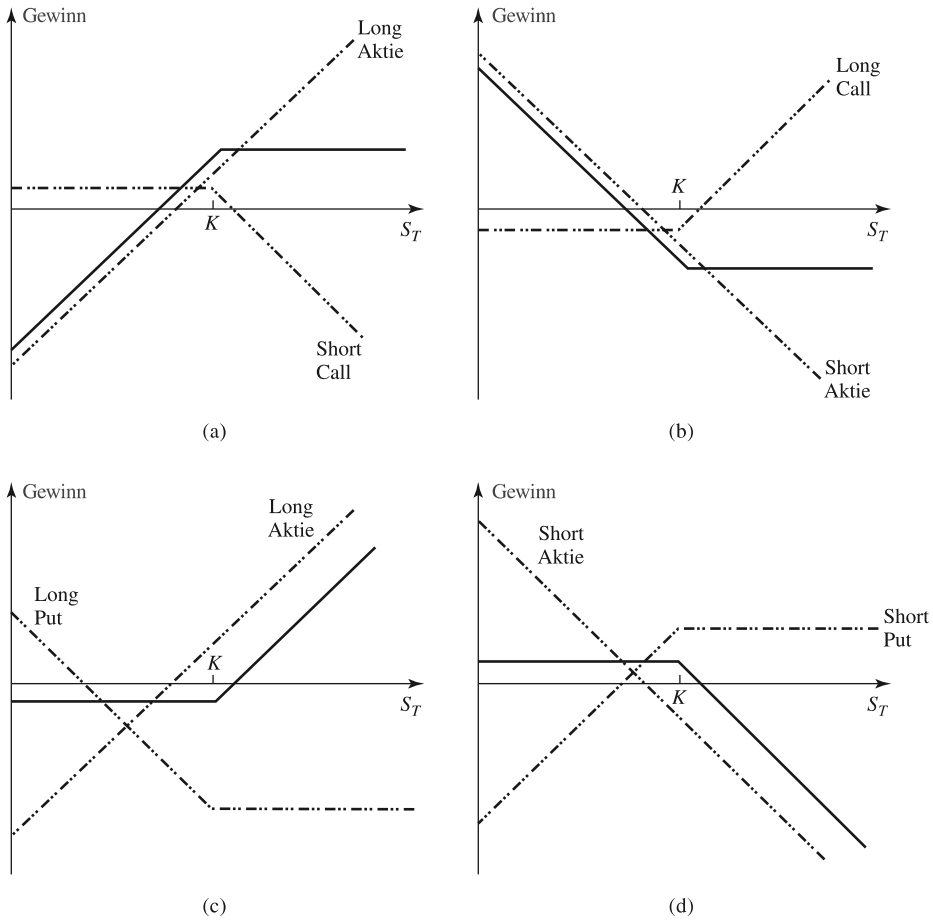 Gewinn
Long
Aktie
K
S_T
Short
Call
(a)
Gewinn
Long
Call
K
S_T
Short
Aktie
(b)
Gewinn
Long
Aktie
Long
Put
K
S_T
(c)
Gewinn
Short
Aktie
Short
Put
K
S_T
(d)